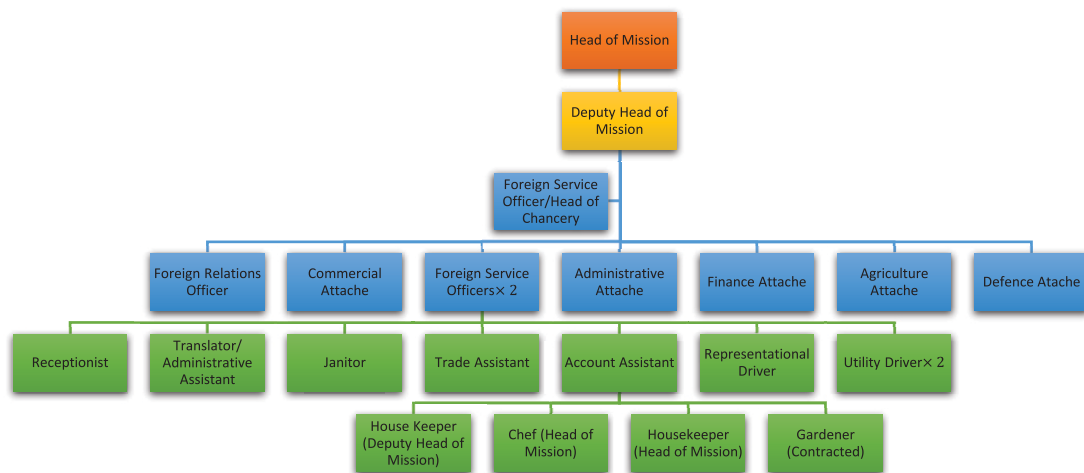 Head of Mission
Deputy Head of
Mission
Foreign Service
Officer/Head of
Chancery
Foreign Relations
Officer
Commercial
Attache
Foreign Service
Officers× 2
Administrative
Attache
Finance Attache
Agriculture
Attache
Defence Atache
Receptionist
Translator/
Administrative
Assistant
Janitor
Trade Assistant
Account Assistant
Representational
Driver
Utility Driver× 2
House Keeper
(Deputy Head of
Mission)
Chef (Head of
Mission)
Housekeeper
(Head of Mission)
Gardener
(Contracted)